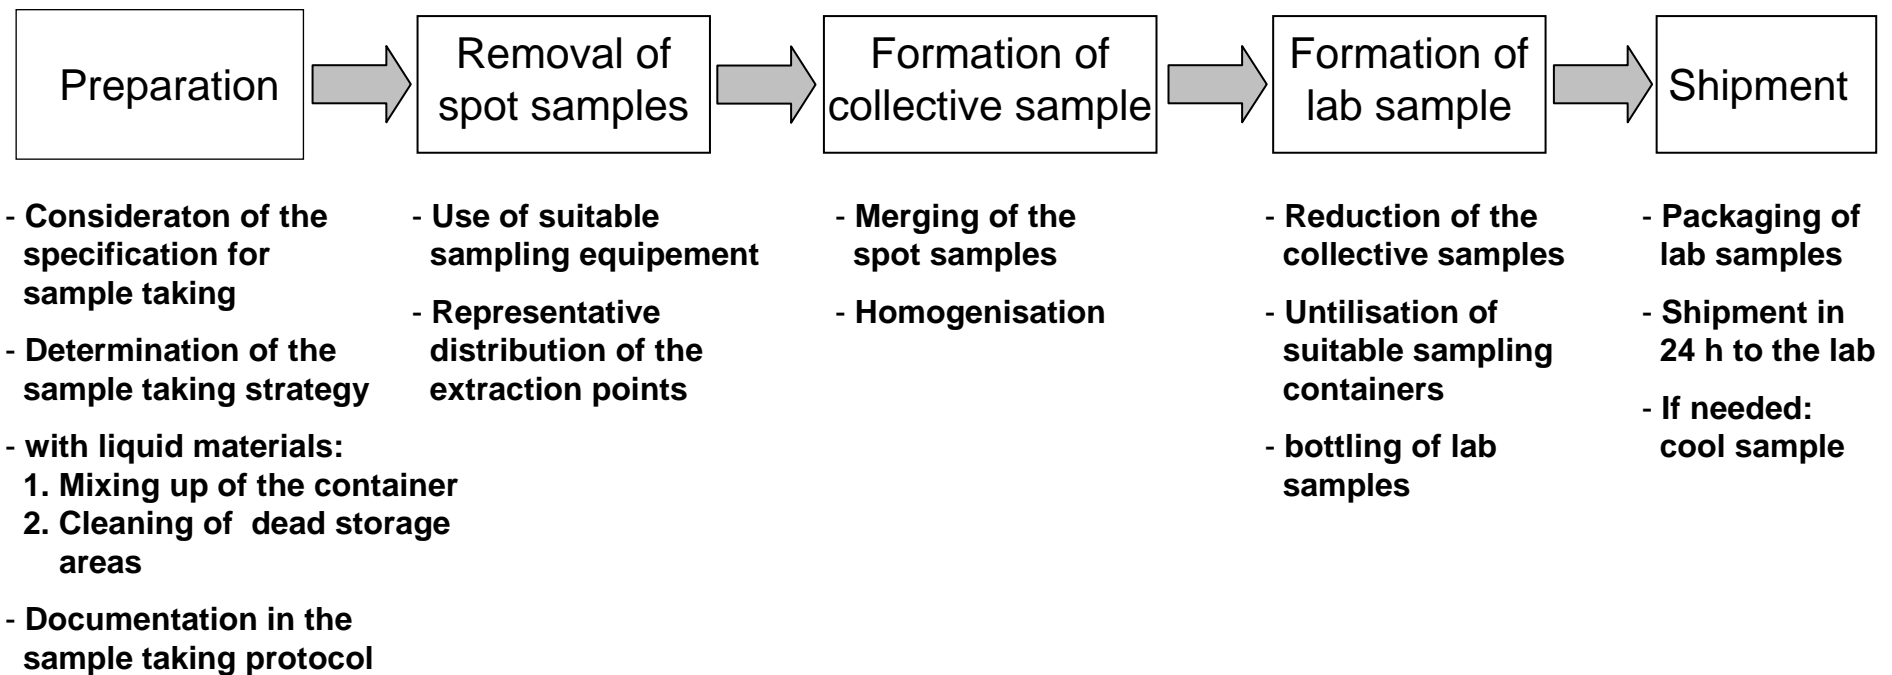 Preparation
Removal of
spot samples
Formation of
collective sample
Formation of
lab sample
Shipment
- Consideraton of the
specification for
sample taking
- Determination of the
sample taking strategy
- with liquid materials:
1. Mixing up of the container
2. Cleaning of  dead storage
areas
- Documentation in the
sample taking protocol
- Use of suitable
sampling equipement
- Representative
distribution of the
extraction points
- Merging of the
spot samples
- Homogenisation
- Reduction of the
collective samples
- Untilisation of
suitable sampling
containers
- bottling of lab
samples
- Packaging of
lab samples
- Shipment in
24 h to the lab
- If needed:
cool sample